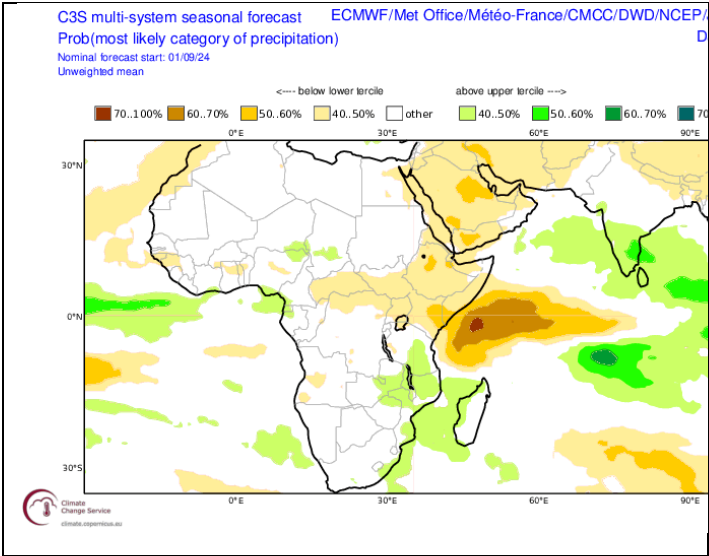 C3S multi-system seasonal forecast ECMWF/Met Office/Météo-France/CMCC/DWD/NCEP/
Prob(most likely category of precipitation) D
Nominal forecast start: 01/09/24
Unweighted mean
<---- below lower tercile above upper tercile ---->
70..100% 60..70% 50..60% 40..50% other 40..50% 50..60% 60..70% 70
0°E 30°E 60°E 90°E
30°N
0°N
30°S
0°E 30°E 60°E 90°E
Climate
Change Service
climate.copernicus.eu